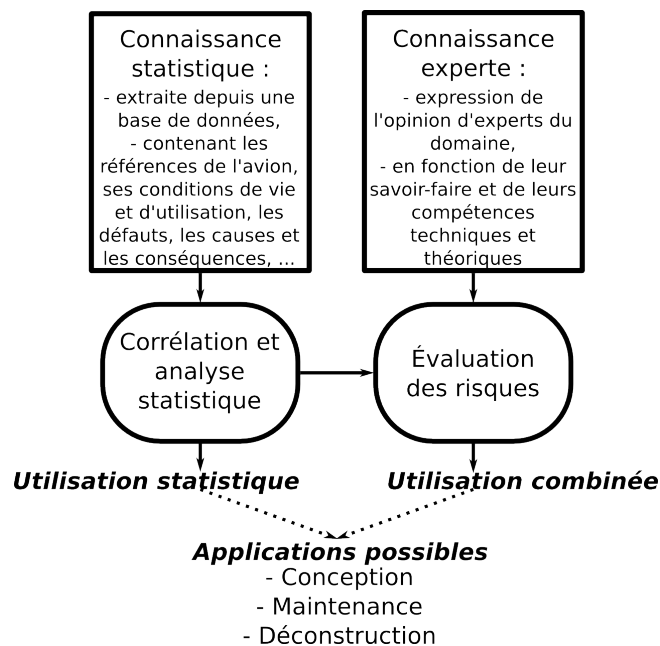 Connaissance
statistique :
- extraite depuis une
base de données,
- contenant les
références de l'avion,
ses conditions de vie
et d'utilisation, les
défauts, les causes et
les conséquences, ...
Connaissance
experte :
- expression de
l'opinion d'experts du
domaine,
- en fonction de leur
savoir-faire et de leurs
compétences
techniques et
théoriques
Corrélation et
analyse
statistique
Évaluation
des risques
Utilisation statistique
Utilisation combinée
Applications possibles
- Conception
- Maintenance
- Déconstruction